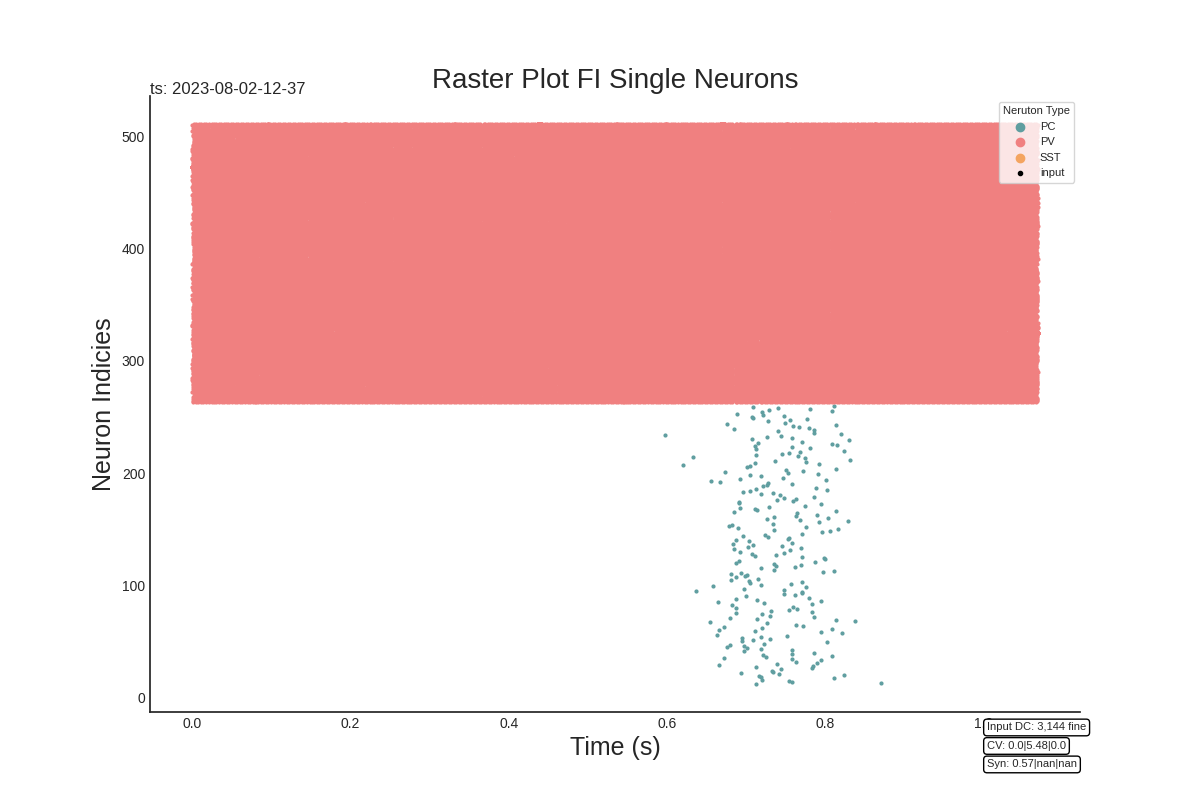 Raster Plot FI Single Neurons
ts: 2023-08-02-12-37
Neruton Type
PC
PV
SST
input
500
400
300
200
100
0
Neuron Indicies
0.0 0.2 0.4 0.6 0.8
Time (s)
Input DC: 3,144 fine
CV: 0.0|5.48|0.0
Syn: 0.57|nan|nan